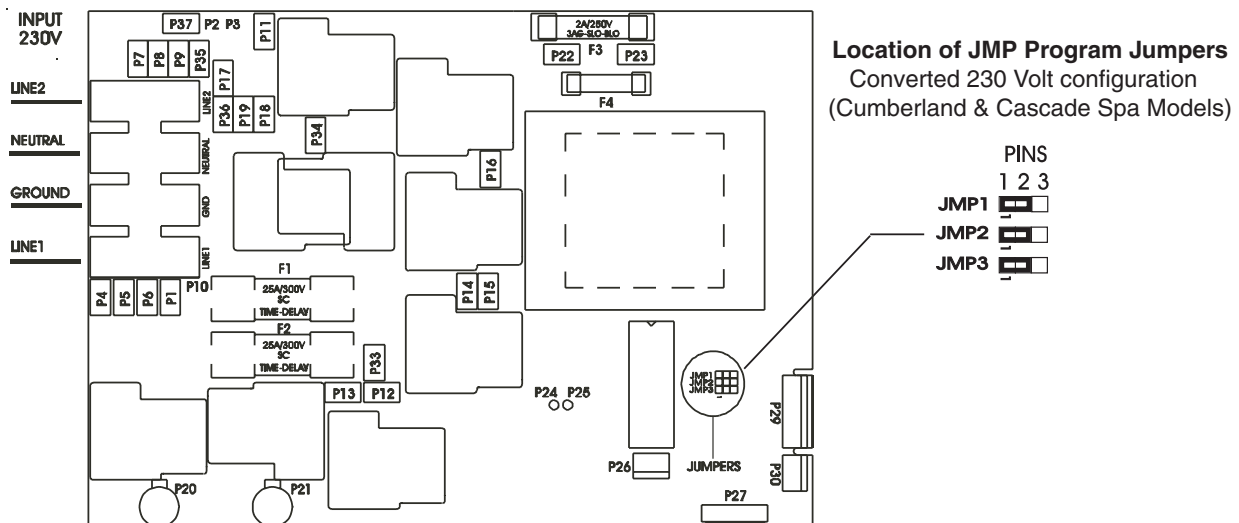 INPUT
230V
P37 P2 P3
P11
P7
P8
P9
P35
P17
P36
P19
P18
P34
LINE2
LINE2
NEUTRAL
NEUTRAL
GROUND
GND
LINE1
LINE1
P4
P5
P6
P1
P10
F1
25A/300V
SC
TIME-DELAY
F2
25A/300V
SC
TIME-DELAY
P33
P13
P12
P20
P21
P16
P14
P15
2A/250V
3AG-SLO-BLO
F3
P22
P23
F4
P24
P25
P26
JMP1
JMP2
JMP3
1
JUMPERS
P29
P30
P27
Location of JMP Program Jumpers
Converted 230 Volt configuration
(Cumberland & Cascade Spa Models)
PINS
1 2 3
JMP1
1
JMP2
1
JMP3
1